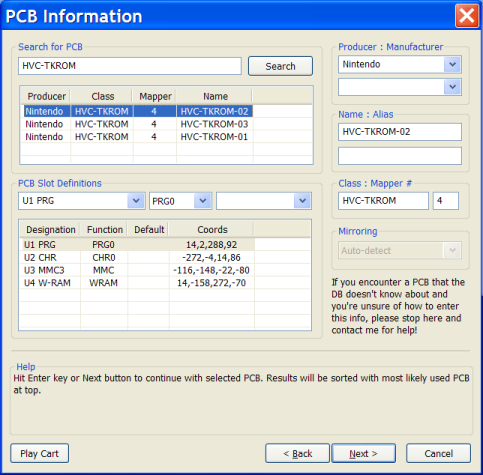 PCB Information
Search for PCB
HVC-TKROM
Search
Producer Class Mapper Name
Nintendo HVC-TKROM 4 HVC-TKROM-02
Nintendo HVC-TKROM 4 HVC-TKROM-03
Nintendo HVC-TKROM 4 HVC-TKROM-01
Producer : Manufacturer
Nintendo
Name : Alias
HVC-TKROM-02
Class : Mapper #
HVC-TKROM 4
Mirroring
Auto-detect
PCB Slot Definitions
U1 PRG PRG0
Designation Function Default Coords
U1 PRG PRG0 14,2,288,92
U2 CHR CHR0 -272,-4,14,86
U3 MMC3 MMC -116,-148,-22,-80
U4 W-RAM WRAM 14,-158,272,-70
If you encounter a PCB that the
DB doesn't know about and
you're unsure of how to enter
this info, please stop here and
contact me for help!
Help
Hit Enter key or Next button to continue with selected PCB. Results will be sorted with most likely used PCB
at top.
Play Cart
< Back
Next >
Cancel